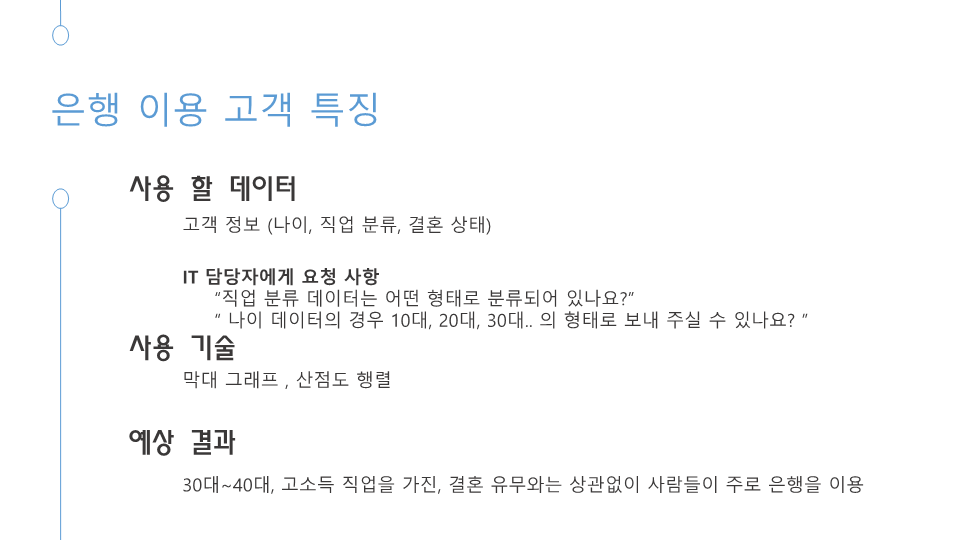 은행 이용 고객 특징
사용 할 데이터
고객 정보 (나이, 직업 분류, 결혼 상태)
IT 담당자에게 요청 사항
“직업 분류 데이터는 어떤 형태로 분류되어 있나요?”
“ 나이 데이터의 경우 10대, 20대, 30대.. 의 형태로 보내 주실 수 있나요? ”
사용 기술
막대 그래프 , 산점도 행렬
예상 결과
30대~40대, 고소득 직업을 가진, 결혼 유무와는 상관없이 사람들이 주로 은행을 이용